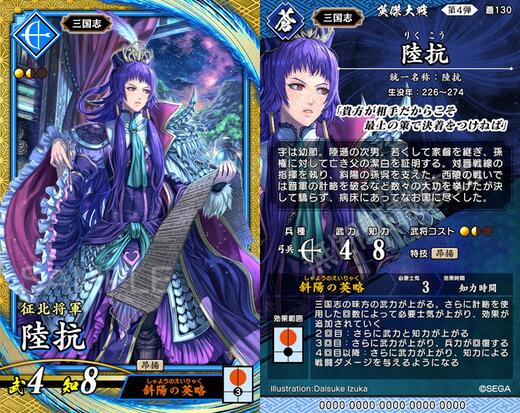 三国志
征北将軍
陸抗
昂揚
武4 知8
しゃようのえいりゃく
斜陽の英略
3
蒼
三国志
英傑大戦
第4弾
蒼130
りくこう
陸抗
統一名称：陸抗
生没年：226～274
「貴方が相手だからこそ
最上の策で決着をつけねば」
字は幼節。陸遜の次男。若くして家督を継ぎ、孫
権に対して亡き父の潔白を証明する。対晋戦線の
指揮を執り、斜陽の孫呉を支えた。西陵の戦いで
は晋軍の計略を破るなど数々の大功を挙げたが決
して驕らず、病床にあってなお国に尽くした。
兵種 武力 知力 武将コスト
弓兵 4 8 特技 昂揚
しゃようのえいりゃく 必要士気 効果時間
斜陽の英略 3 知力時間
効果範囲
三国志の味方の武力が上がる。さらに計略を使
用した回数によって必要士気が上がり、効果が
追加されていく
2回目：さらに武力と知力が上がる
3回目：さらに武力が上がり、兵力が回復する
4回目以降：さらに武力が上がり、知力による
戦闘ダメージを与えるようになる
Illustration:Daisuke Izuka
©SEGA
0000 0000 0000 0000 0000